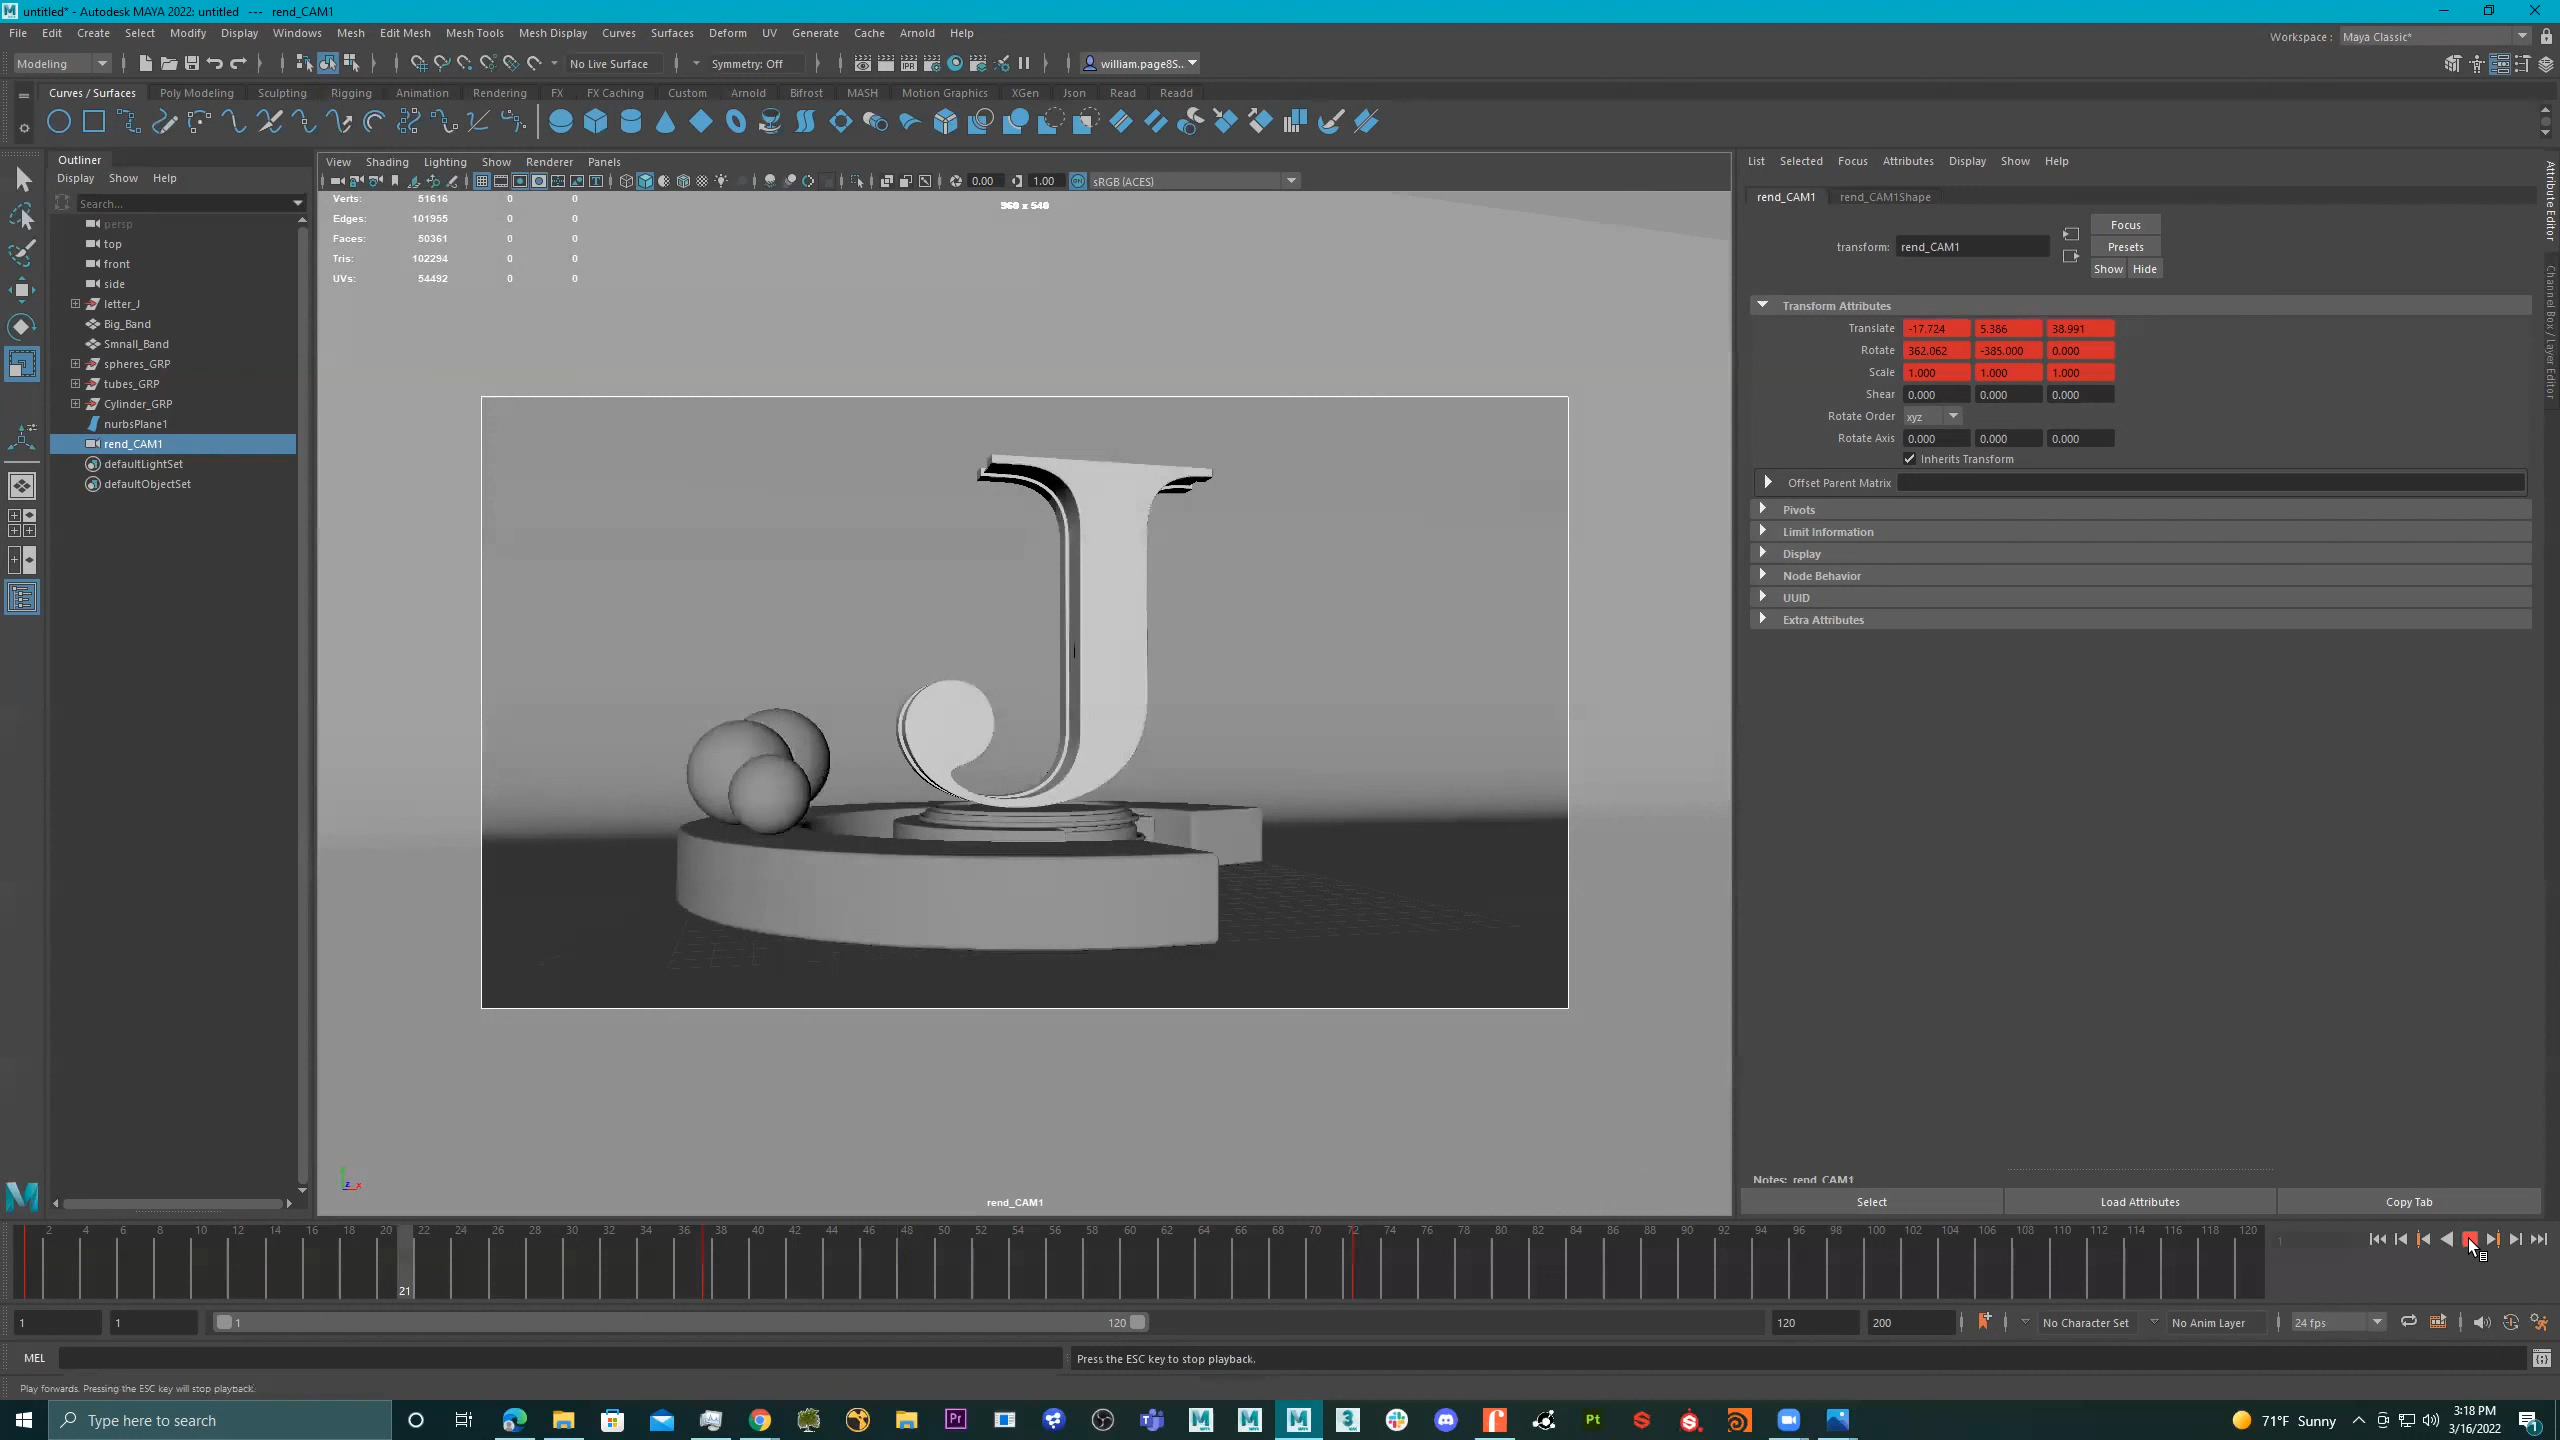 untitled* - Autodesk MAYA 2022: untitled --- rend_CAM1
File Edit Create Select Modify Display Windows Mesh Edit Mesh Mesh Tools Mesh Display Curves Surfaces Deform UV Generate Cache Arnold Help
Workspace : Maya Classic*
Modeling
No Live Surface
Symmetry: Off
william.page8S..
Curves / Surfaces Poly Modeling Sculpting Rigging Animation Rendering FX FX Caching Custom Arnold Bifrost MASH Motion Graphics XGen Json Read Readd
Outliner
Display Show Help
Search...
persp
top
front
side
letter_J
Big_Band
Smnall_Band
spheres_GRP
tubes_GRP
Cylinder_GRP
nurbsPlane1
rend_CAM1
defaultLightSet
defaultObjectSet
View Shading Lighting Show Renderer Panels
0.00 1.00 sRGB (ACES)
Verts: 51616 0 0
Edges: 101955 0 0
Faces: 50361 0 0
Tris: 102294 0 0
UVs: 54492 0 0
960 x 540
J
rend_CAM1
List Selected Focus Attributes Display Show Help
rend_CAM1 rend_CAM1Shape
transform: rend_CAM1
Focus
Presets
Show Hide
Transform Attributes
Translate -17.724 5.386 38.991
Rotate 362.062 -385.000 0.000
Scale 1.000 1.000 1.000
Shear 0.000 0.000 0.000
Rotate Order xyz
Rotate Axis 0.000 0.000 0.000
Inherits Transform
Offset Parent Matrix
Pivots
Limit Information
Display
Node Behavior
UUID
Extra Attributes
Notes: rend_CAM1
Select Load Attributes Copy Tab
Attribute Editor
Channel Box / Layer Editor
2 4 6 8 10 12 14 16 18 20 22 24 26 28 30 32 34 36 38 40 42 44 46 48 50 52 54 56 58 60 62 64 66 68 70 72 74 76 78 80 82 84 86 88 90 92 94 96 98 100 102 104 106 108 110 112 114 116 118 120
21
1
1 1 1 120 120 200
No Character Set No Anim Layer 24 fps
MEL
Press the ESC key to stop playback.
Play forwards. Pressing the ESC key will stop playback.
Type here to search
Pr
3
Pt
71°F Sunny
3:18 PM
3/16/2022
1